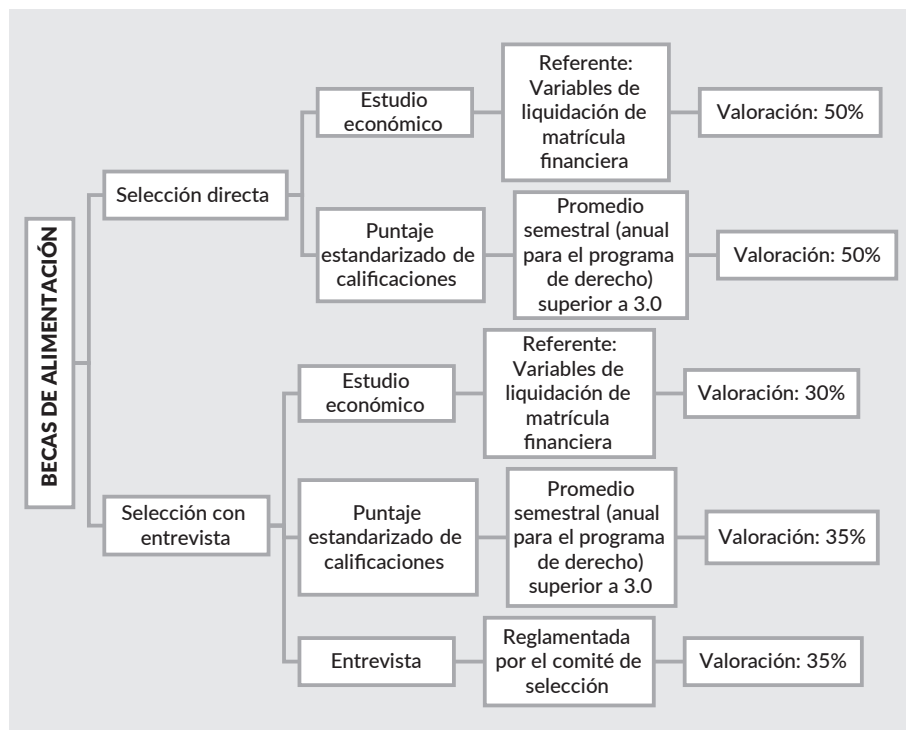 BECAS DE ALIMENTACIÓN
Selección directa
Estudio
económico
Referente:
Variables de
liquidación de
matrícula
financiera
Valoración: 50%
Puntaje
estandarizado de
calificaciones
Promedio
semestral (anual
para el programa
de derecho)
superior a 3.0
Valoración: 50%
Selección con
entrevista
Estudio
económico
Referente:
Variables de
liquidación de
matrícula
financiera
Valoración: 30%
Puntaje
estandarizado de
calificaciones
Promedio
semestral (anual
para el programa
de derecho)
superior a 3.0
Valoración: 35%
Entrevista
Reglamentada
por el comité de
selección
Valoración: 35%